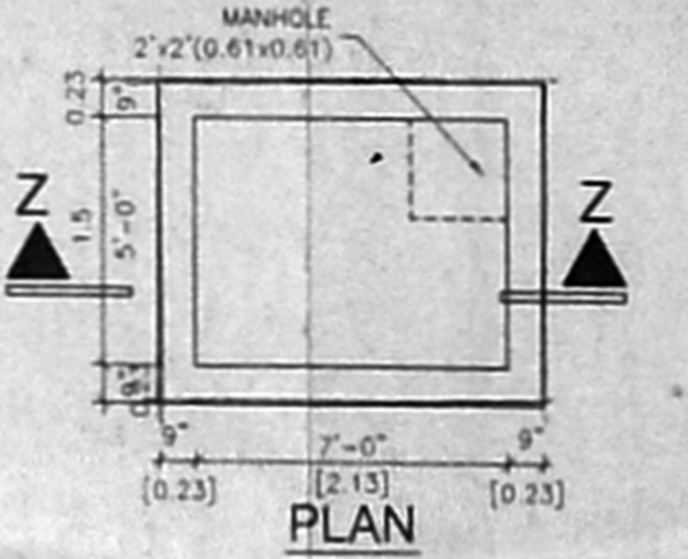 MANHOLE
2'x2'(0.61x0.61)
0.23
9"
Z
1.5
5'-0"
Z
9"
9"
7'-0"
9"
[0.23]
[2.13]
[0.23]
PLAN